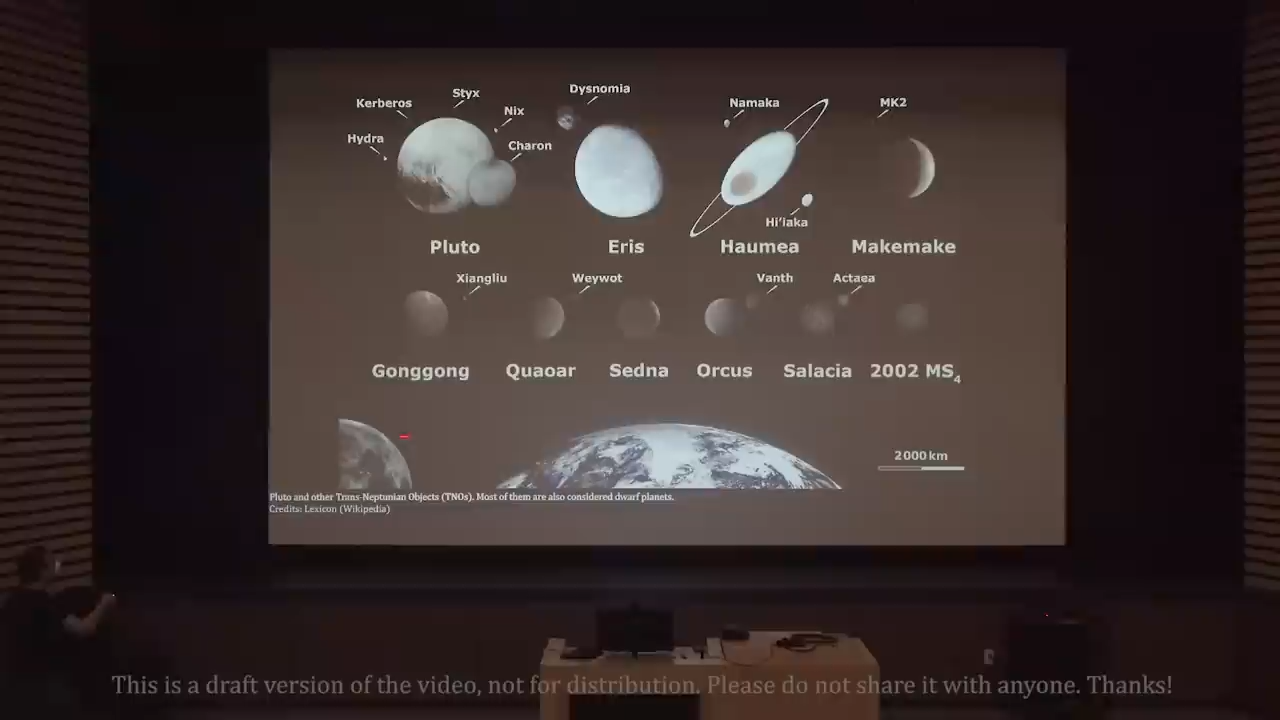 Kerberos
Styx
Nix
Hydra
Charon
Dysnomia
Namaka
Hi'iaka
MK2
Pluto
Eris
Haumea
Makemake
Xiangliu
Weywot
Vanth
Actaea
Gonggong
Quaoar
Sedna
Orcus
Salacia
2002 MS4
2000 km
Pluto and other Trans-Neptunian Objects (TNOs). Most of them are also considered dwarf planets.
Credits: Lexicon (Wikipedia)
This is a draft version of the video, not for distribution. Please do not share it with anyone. Thanks!